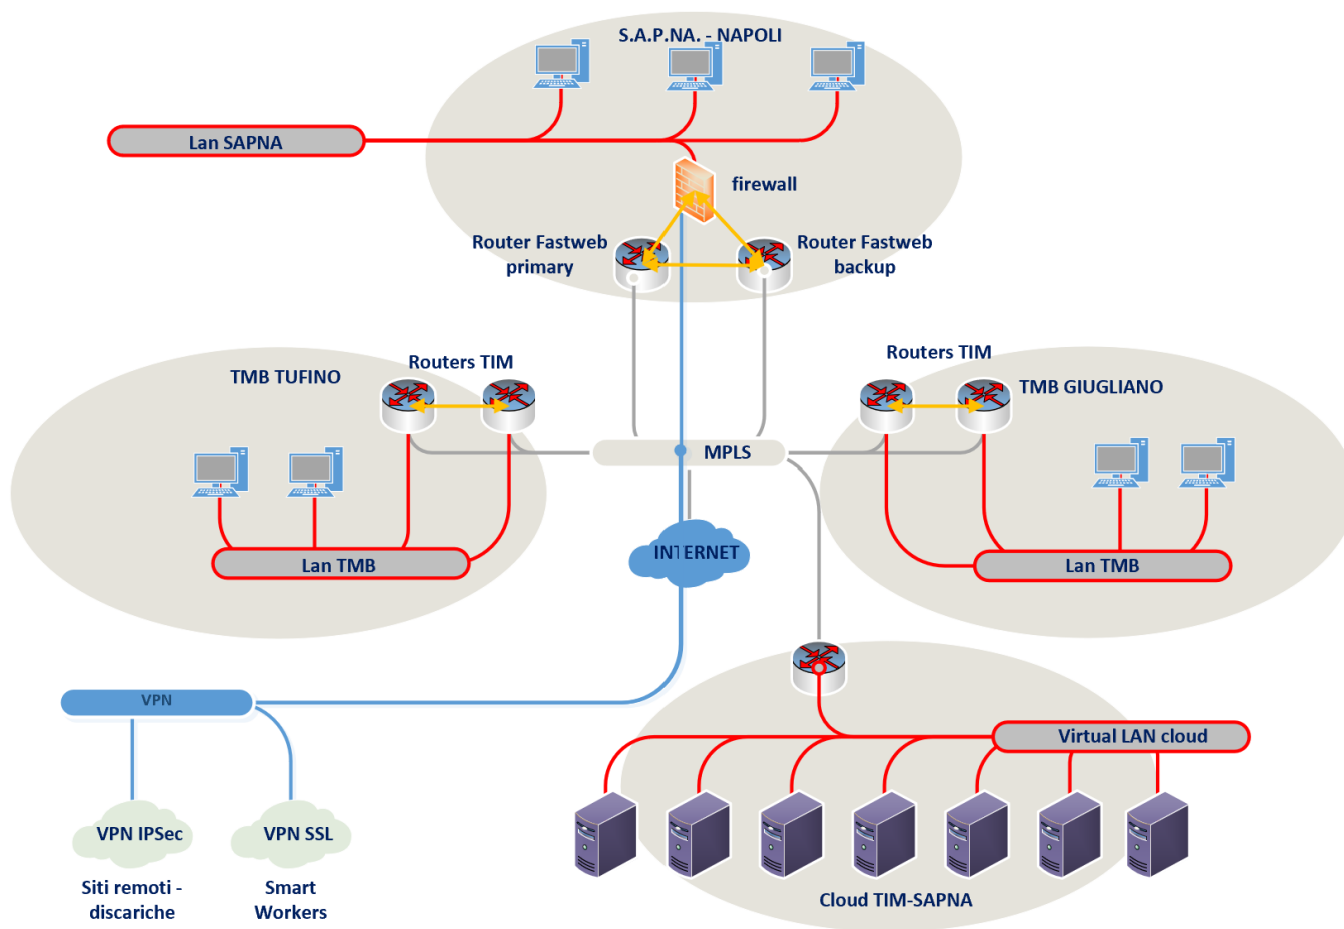 S.A.P.NA. - NAPOLI
Lan SAPNA
firewall
Router Fastweb
primary
Router Fastweb
backup
Routers TIM
TMB TUFINO
Routers TIM
TMB GIUGLIANO
MPLS
INTERNET
Lan TMB
Lan TMB
VPN
Virtual LAN cloud
VPN IPSec
VPN SSL
Siti remoti -
discariche
Smart
Workers
Cloud TIM-SAPNA